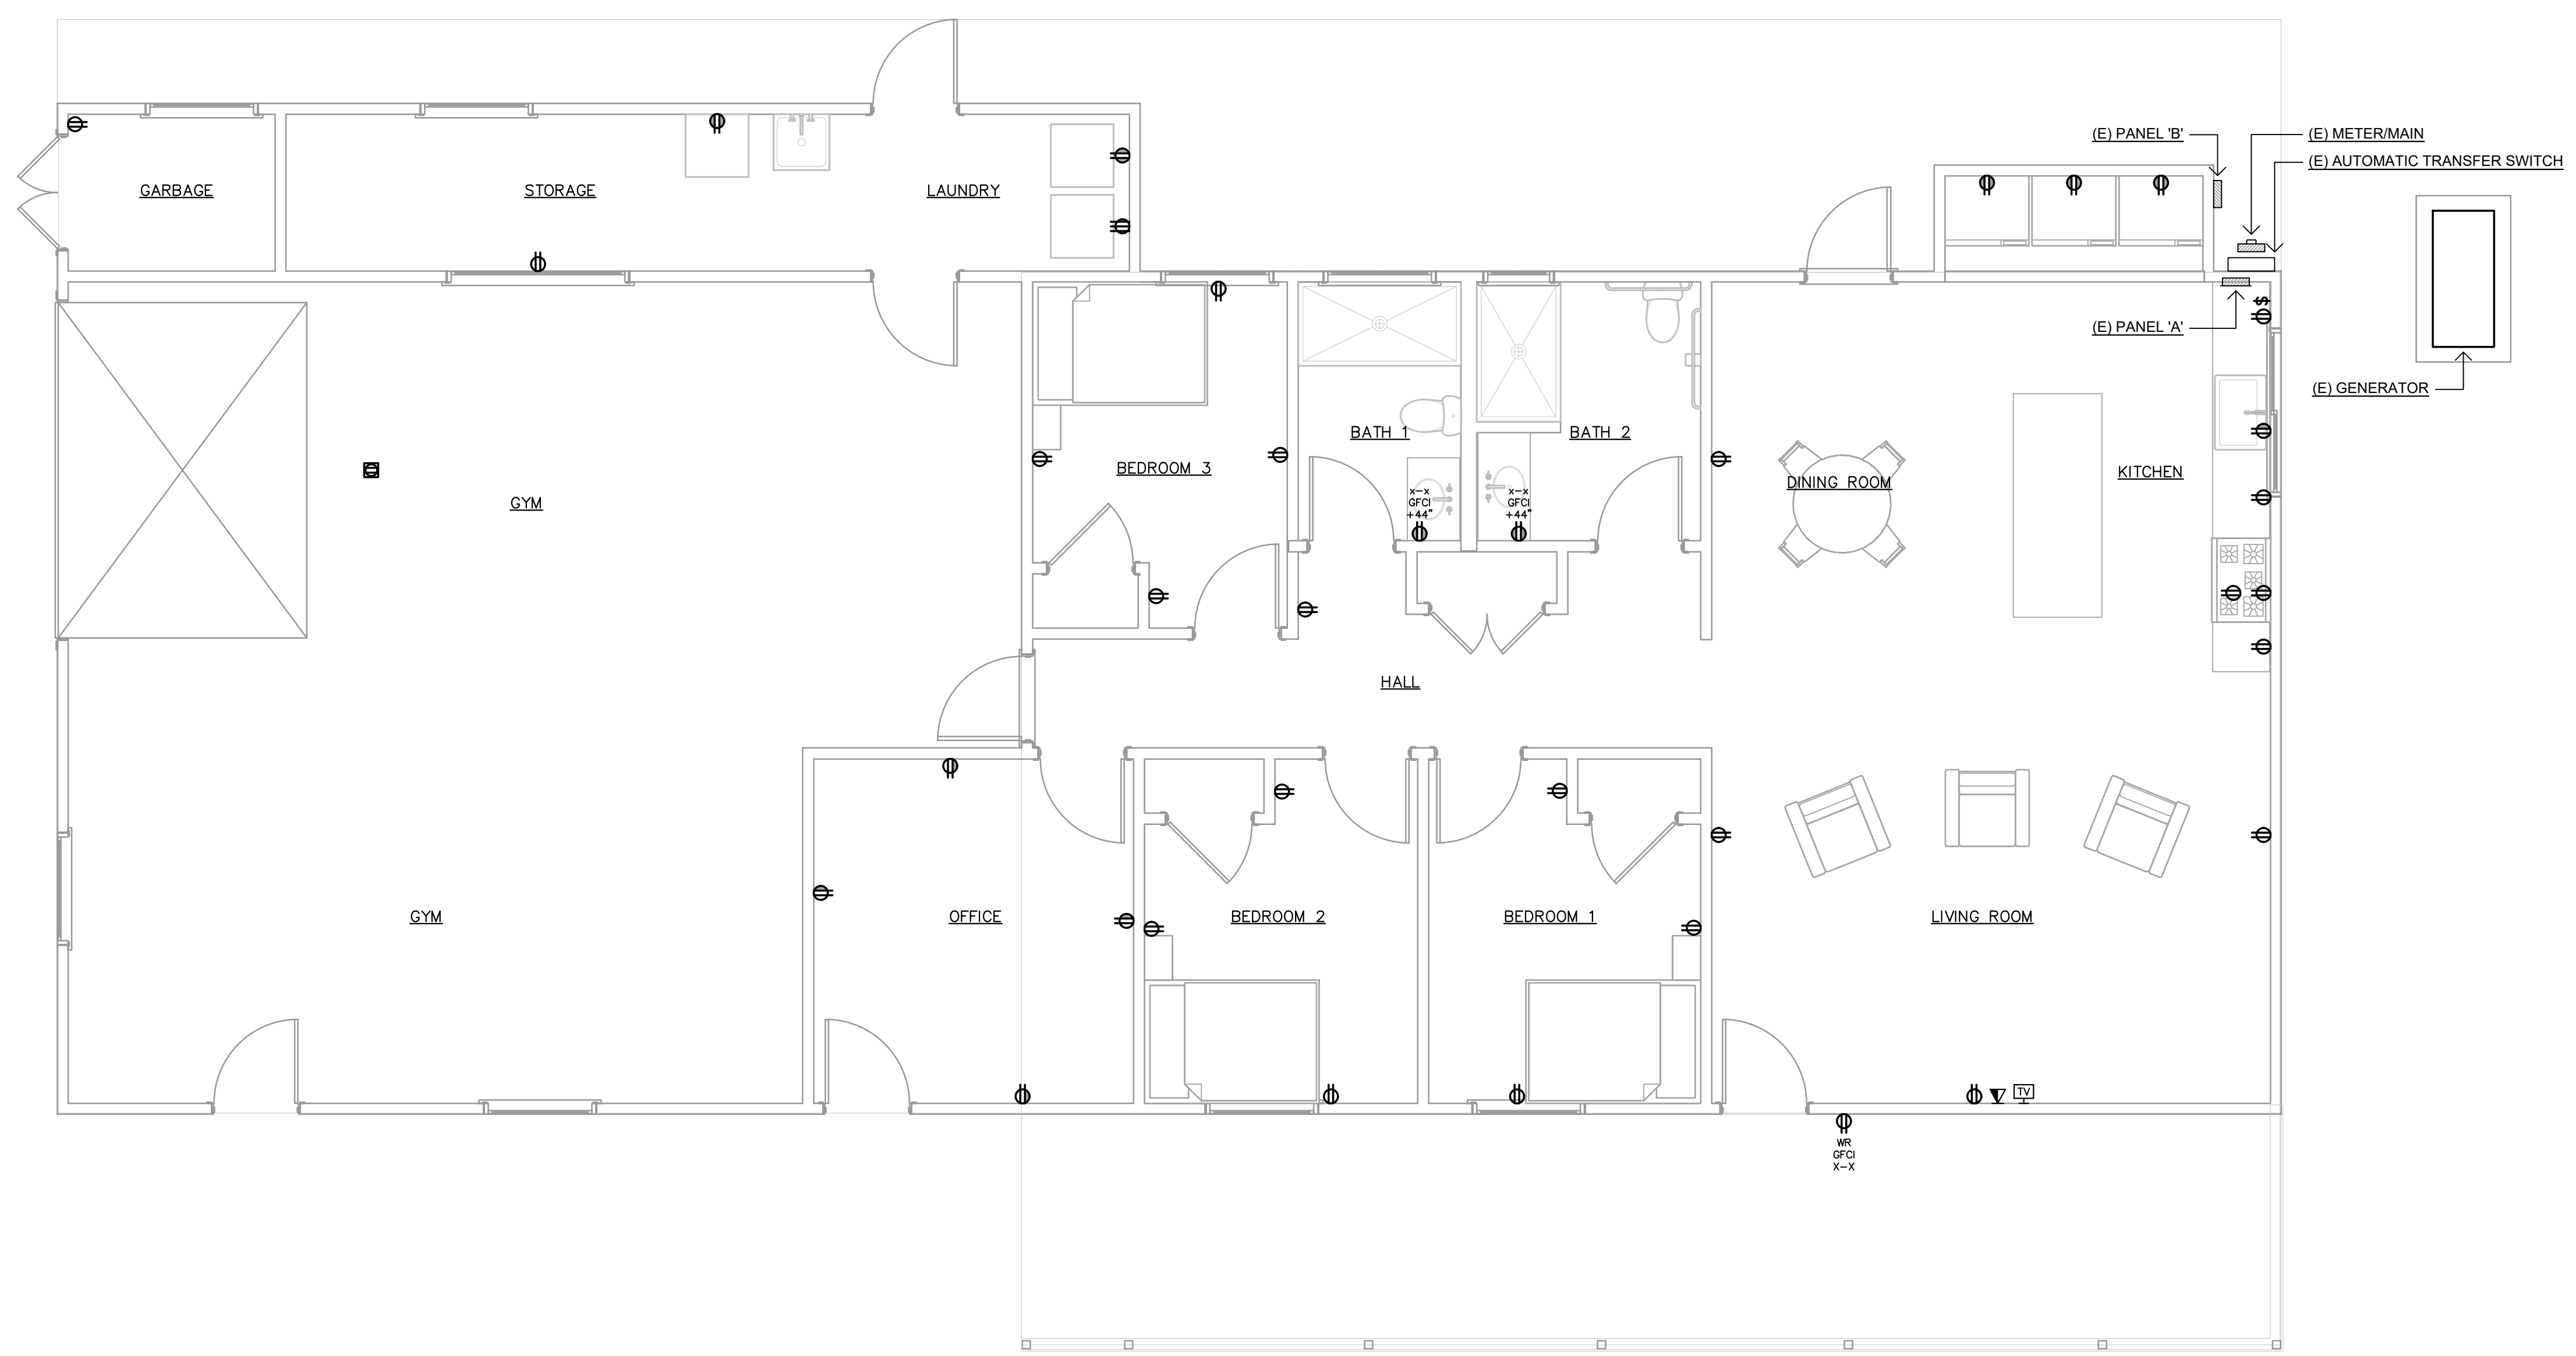 (E) PANEL 'B'
(E) METER/MAIN
(E) AUTOMATIC TRANSFER SWITCH
GARBAGE
STORAGE
LAUNDRY
$
(E) PANEL 'A'
(E) GENERATOR
BATH 1
BATH 2
BEDROOM 3
KITCHEN
DINING ROOM
GYM
x-x
GFCI
+44"
x-x
GFCI
+44"
HALL
GYM
OFFICE
BEDROOM 2
BEDROOM 1
LIVING ROOM
TV
WR
GFCI
X-X